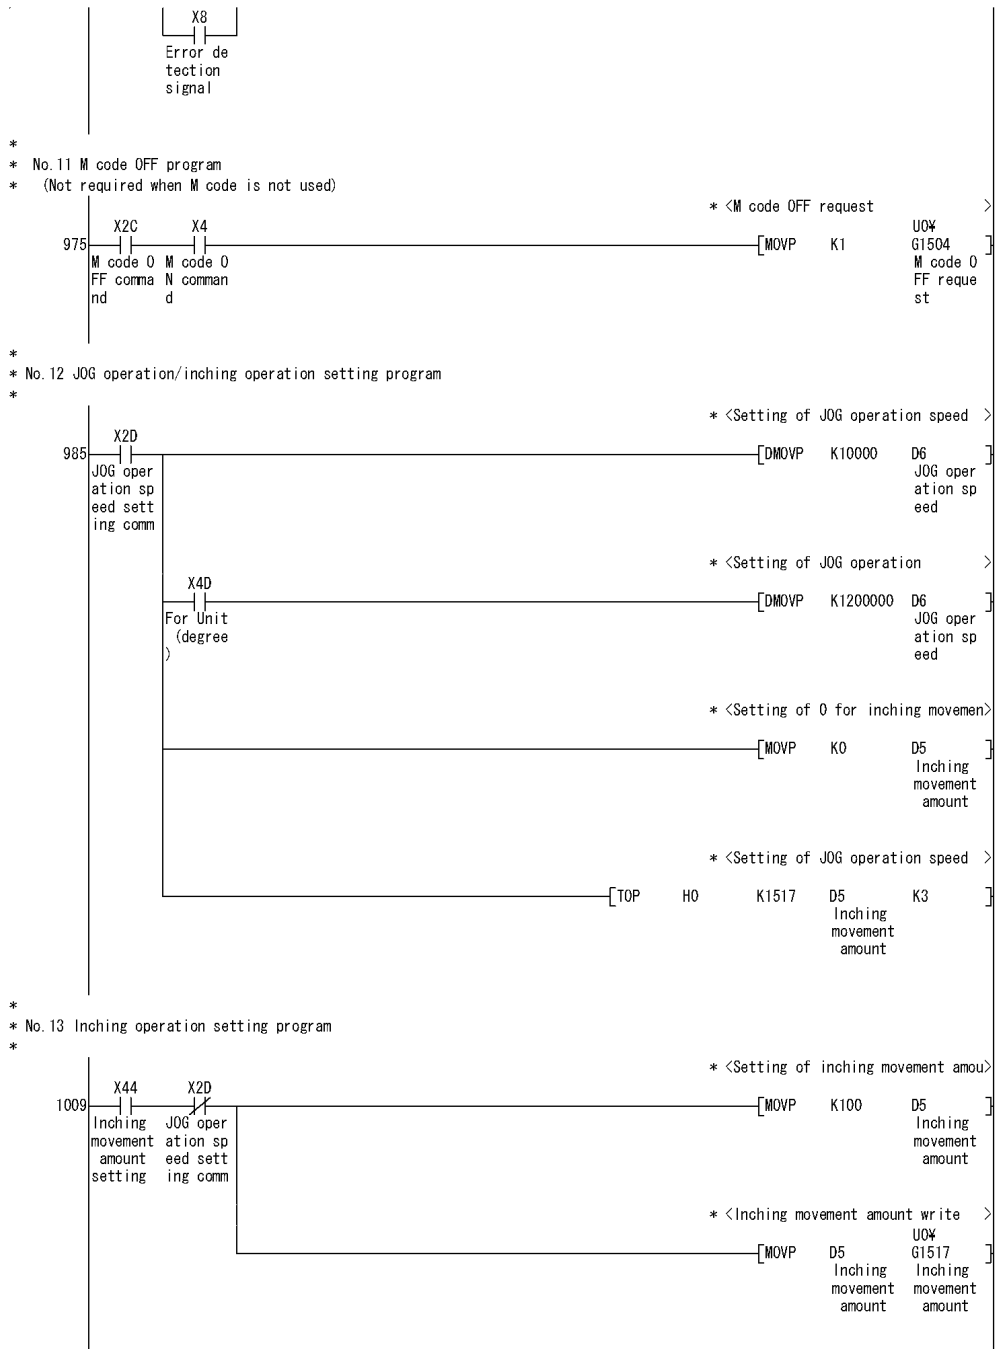 X8
Error de
tection
signal
*
* No.11 M code OFF program
* (Not required when M code is not used)
* <M code OFF request >
X2C X4 U0¥
975 [MOVP K1 G1504 ]
M code O M code O M code O
FF comma N comman FF reque
nd d st
*
* No.12 JOG operation/inching operation setting program
*
* <Setting of JOG operation speed >
X2D
985 [DMOVP K10000 D6 ]
JOG oper JOG oper
ation sp ation sp
eed sett eed
ing comm
* <Setting of JOG operation >
X4D
[DMOVP K1200000 D6 ]
For Unit JOG oper
(degree ation sp
) eed
* <Setting of 0 for inching movemen>
[MOVP K0 D5 ]
Inching
movement
amount
* <Setting of JOG operation speed >
[TOP H0 K1517 D5 K3 ]
Inching
movement
amount
*
* No.13 Inching operation setting program
*
* <Setting of inching movement amou>
X44 X2D
1009 [MOVP K100 D5 ]
Inching JOG oper Inching
movement ation sp movement
amount eed sett amount
setting ing comm
* <Inching movement amount write >
U0¥
[MOVP D5 G1517 ]
Inching Inching
movement movement
amount amount